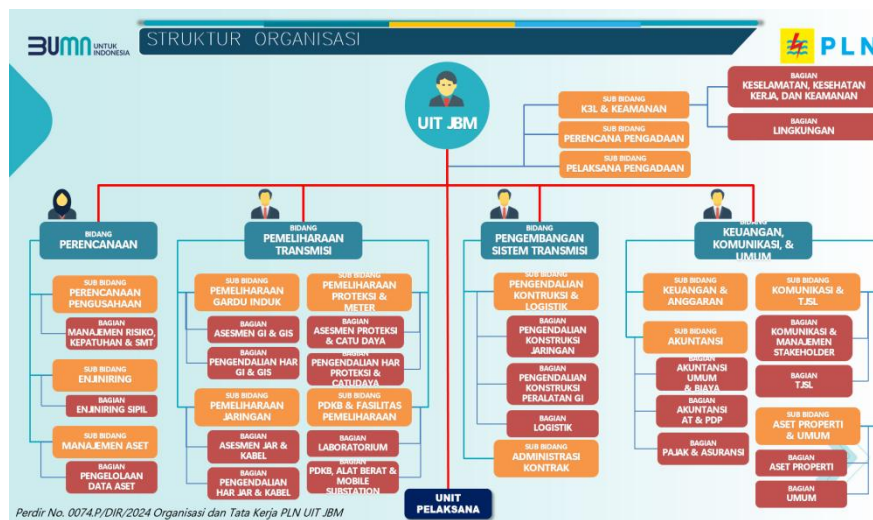 BUMN UNTUK
INDONESIA
STRUKTUR ORGANISASI
PLN
UIT JBM
SUB BIDANG
K3L & KEAMANAN
SUB BIDANG
PERENCANA PENGADAAN
SUB BIDANG
PELAKSANA PENGADAAN
BAGIAN
KESELAMATAN, KESEHATAN
KERJA, DAN KEAMANAN
BAGIAN
LINGKUNGAN
BIDANG
PERENCANAAN
SUB BIDANG
PERENCANAAN
PENGUSAHAAN
BAGIAN
MANAJEMEN RISIKO,
KEPATUHAN & SMT
SUB BIDANG
ENJINIRING
BAGIAN
ENJINIRING SIPIL
SUB BIDANG
MANAJEMEN ASET
BAGIAN
PENGELOLAAN
DATA ASET
BIDANG
PEMELIHARAAN
TRANSMISI
SUB BIDANG
PEMELIHARAAN
GARDU INDUK
BAGIAN
ASESMEN GI & GIS
BAGIAN
PENGENDALIAN HAR
GI & GIS
SUB BIDANG
PEMELIHARAAN
JARINGAN
BAGIAN
ASESMEN JAR &
KABEL
BAGIAN
PENGENDALIAN
HAR JAR & KABEL
SUB BIDANG
PEMELIHARAAN
PROTEKSI &
METER
BAGIAN
ASESMEN PROTEKSI
& CATU DAYA
BAGIAN
PENGENDALIAN HAR
PROTEKSI &
CATUDAYA
SUB BIDANG
PDKB & FASILITAS
PEMELIHARAAN
BAGIAN
LABORATORIUM
BAGIAN
PDKB, ALAT BERAT &
MOBILE
SUBSTATION
BIDANG
PENGEMBANGAN
SISTEM TRANSMISI
SUB BIDANG
PENGENDALIAN
KONTRUKSI &
LOGISTIK
BAGIAN
PENGENDALIAN
KONSTRUKSI
JARINGAN
BAGIAN
PENGENDALIAN
KONSTRUKSI
PERALATAN GI
BAGIAN
LOGISTIK
SUB BIDANG
ADMINISTRASI
KONTRAK
BIDANG
KEUANGAN,
KOMUNIKASI, &
UMUM
SUB BIDANG
KEUANGAN &
ANGGARAN
SUB BIDANG
AKUNTANSI
BAGIAN
AKUNTANSI
UMUM
& BIAYA
BAGIAN
AKUNTANSI
AT & PDP
BAGIAN
PAJAK & ASURANSI
SUB BIDANG
KOMUNIKASI &
TJSL
BAGIAN
KOMUNIKASI &
MANAJEMEN
STAKEHOLDER
BAGIAN
TJSL
SUB BIDANG
ASET PROPERTI
& UMUM
BAGIAN
ASET PROPERTI
BAGIAN
UMUM
UNIT
PELAKSANA
Perdir No. 0074.P/DIR/2024 Organisasi dan Tata Kerja PLN UIT JBM